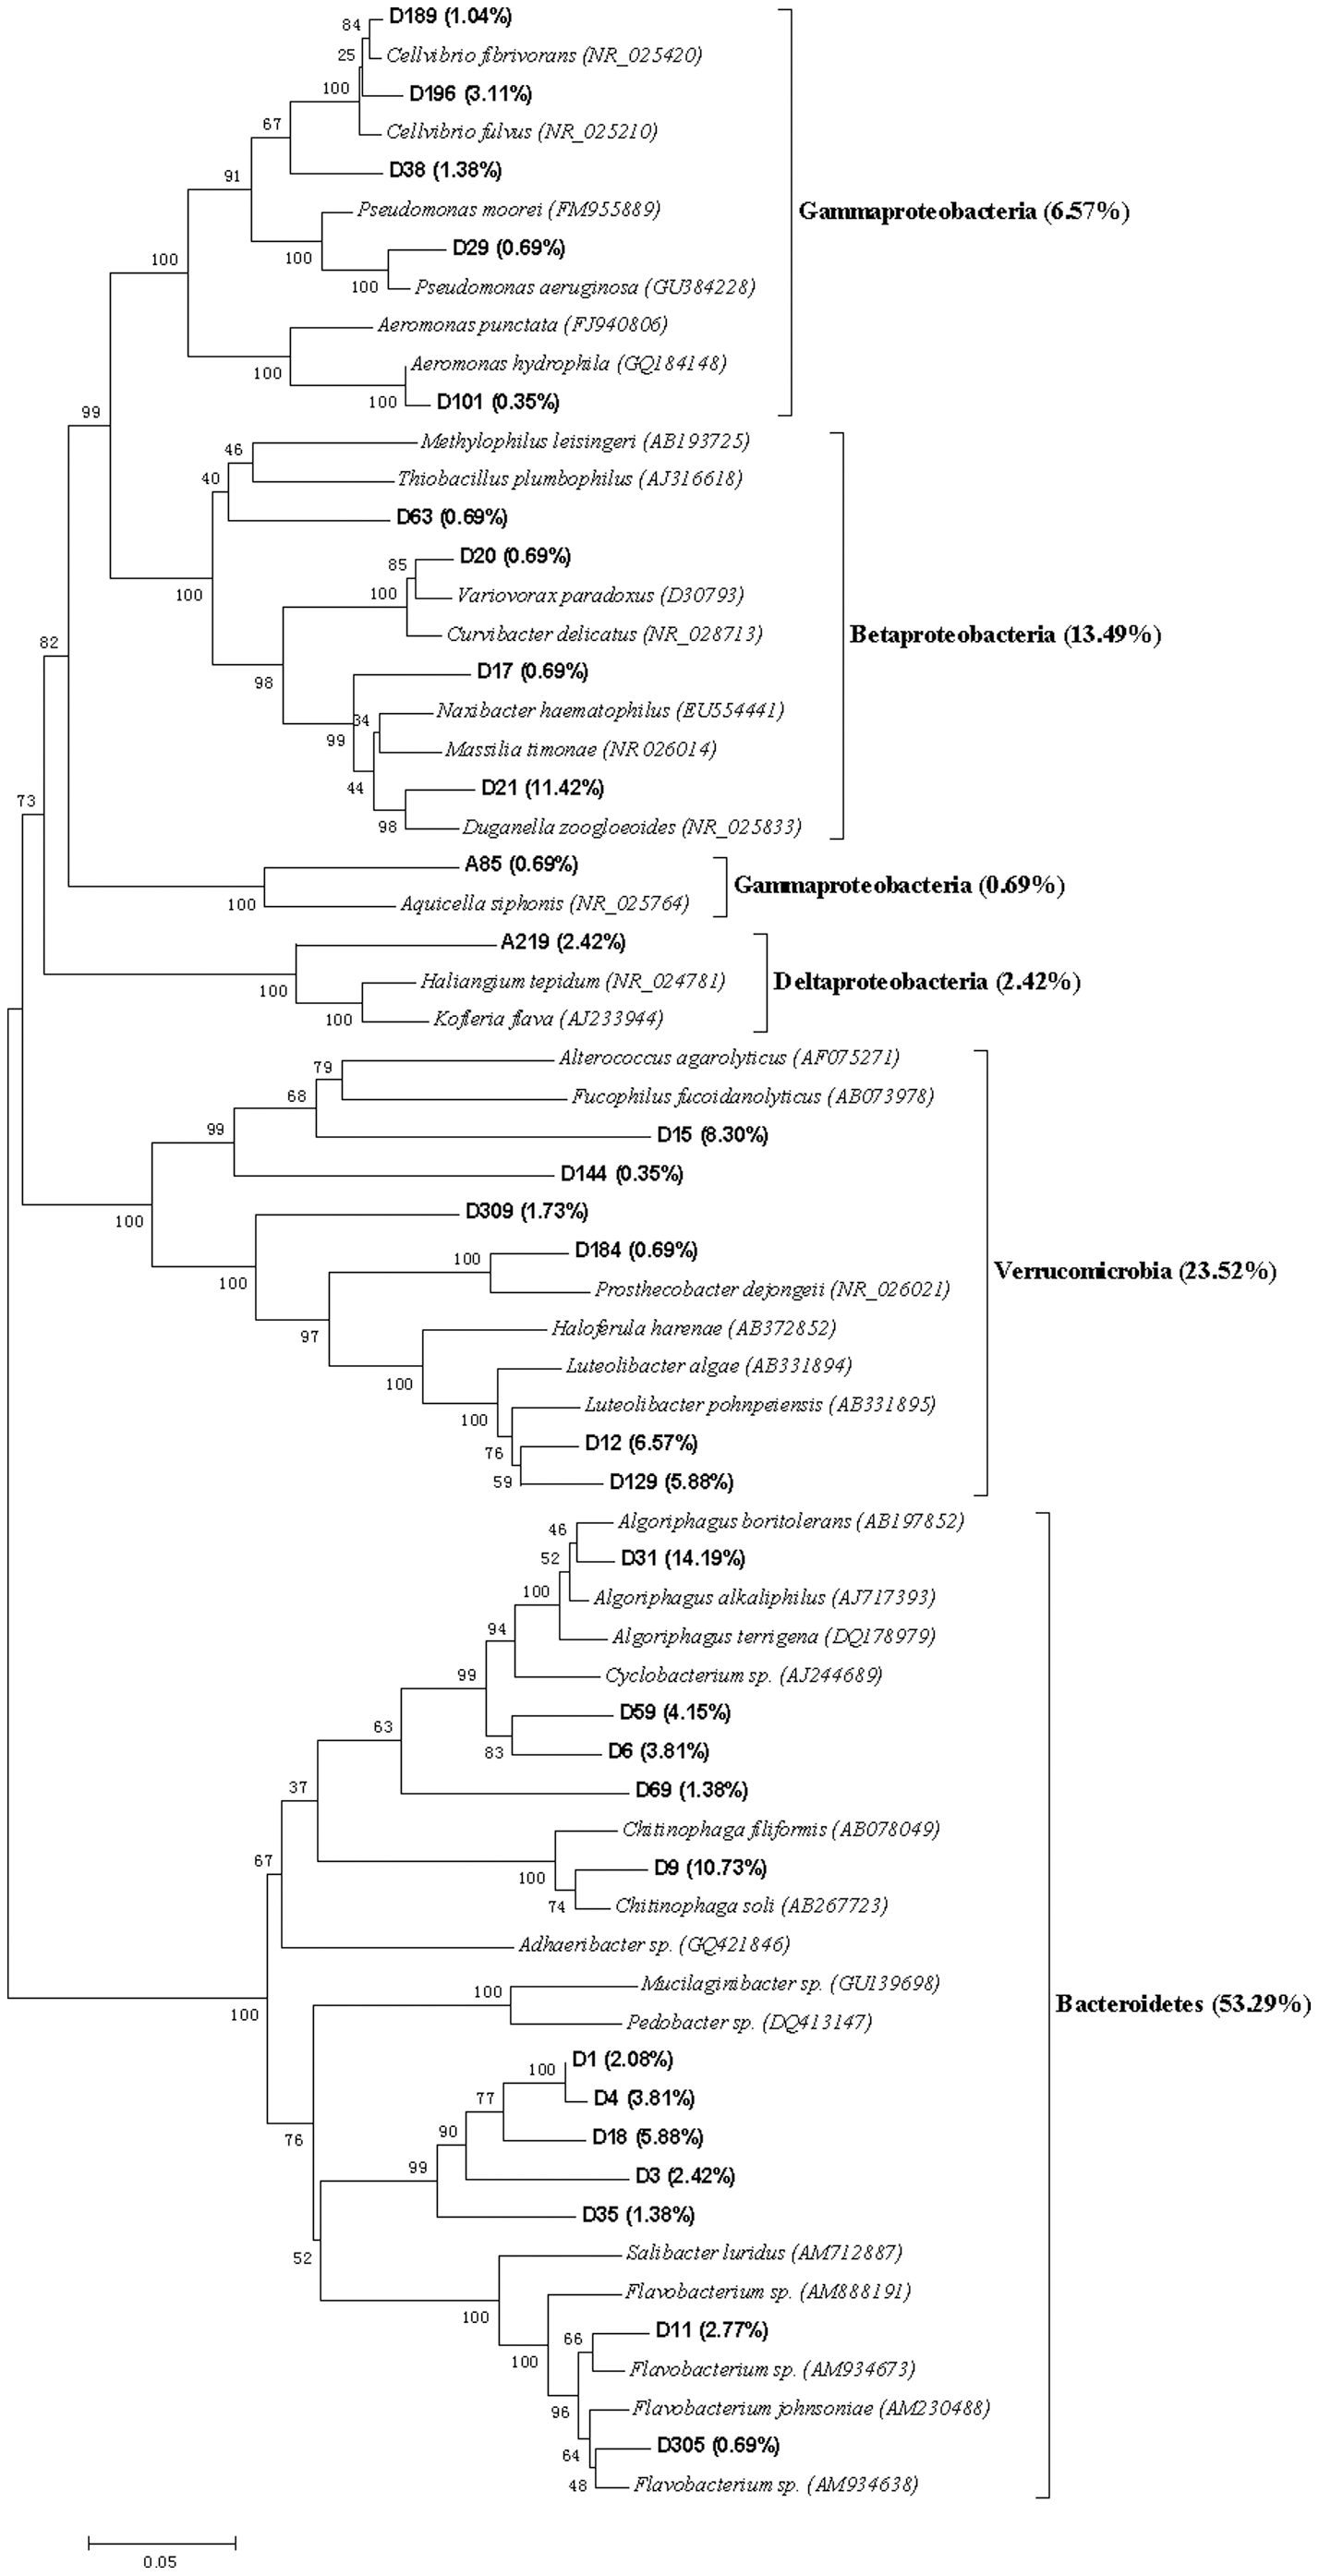 D189 (1.04%)
84
Cellvibrio fibrivorans (NR_025420)
25
100
D196 (3.11%)
67
Cellvibrio fulvus (NR_025210)
D38 (1.38%)
91
Pseudomonas moorei (FM955889)
Gammaproteobacteria (6.57%)
D29 (0.69%)
100
100
Pseudomonas aeruginosa (GU384228)
100
Aeromonas punctata (FJ940806)
Aeromonas hydrophila (GQ184148)
100
D101 (0.35%)
100
99
Methylophilus leisingeri (AB193725)
46
Thiobacillus plumbophilus (AJ316618)
40
D63 (0.69%)
D20 (0.69%)
85
100
Variovorax paradoxus (D30793)
100
Curvibacter delicatus (NR_028713)
Betaproteobacteria (13.49%)
82
D17 (0.69%)
98
Naxibacter haematophilus (EU554441)
34
99
Massilia timonae (NR 026014)
D21 (11.42%)
44
73
Duganella zoogloeoides (NR_025833)
98
A85 (0.69%)
Gammaproteobacteria (0.69%)
100
Aquicella siphonis (NR_025764)
A219 (2.42%)
Haliangium tepidum (NR_024781)
Deltaproteobacteria (2.42%)
100
Kofleria flava (AJ233944)
100
Alterococcus agarolyticus (AF075271)
79
Fucophilus fucoidanolyticus (AB073978)
68
99
D15 (8.30%)
D144 (0.35%)
D309 (1.73%)
100
D184 (0.69%)
100
Verrucomicrobia (23.52%)
100
Prosthecobacter dejongeii (NR_026021)
Haloferula harenae (AB372852)
97
Luteolibacter algae (AB331894)
100
Luteolibacter pohnpeiensis (AB331895)
100
D12 (6.57%)
76
D129 (5.88%)
59
Algoriphagus boritolerans (AB197852)
46
D31 (14.19%)
52
100
Algoriphagus alkaliphilus (AJ717393)
94
Algoriphagus terrigena (DQ178979)
99
Cyclobacterium sp. (AJ244689)
D59 (4.15%)
63
D6 (3.81%)
83
37
D69 (1.38%)
Chitinophaga filiformis (AB078049)
67
D9 (10.73%)
100
74
Chitinophaga soli (AB267723)
Adhaeribacter sp. (GQ421846)
Mucilaginibacter sp. (GU139698)
100
Bacteroidetes (53.29%)
100
Pedobacter sp. (DQ413147)
D1 (2.08%)
100
D4 (3.81%)
77
90
D18 (5.88%)
76
99
D3 (2.42%)
D35 (1.38%)
Salibacter luridus (AM712887)
52
Flavobacterium sp. (AM888191)
100
D11 (2.77%)
66
100
Flavobacterium sp. (AM934673)
96
Flavobacterium johnsoniae (AM230488)
D305 (0.69%)
64
48
Flavobacterium sp. (AM934638)
0.05